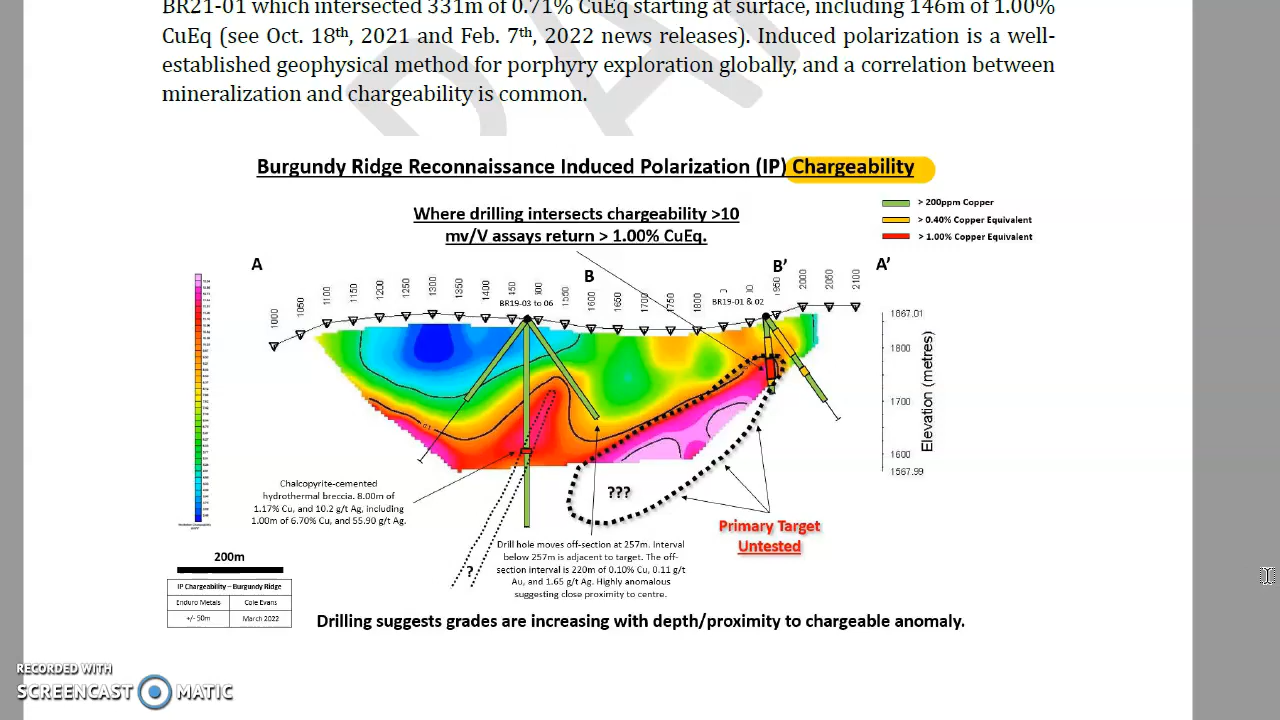 BR21-01 which intersected 331m of 0.71% CuEq starting at surface, including 146m of 1.00%
CuEq (see Oct. 18th, 2021 and Feb. 7th, 2022 news releases). Induced polarization is a well-
established geophysical method for porphyry exploration globally, and a correlation between
mineralization and chargeability is common.
Burgundy Ridge Reconnaissance Induced Polarization (IP) Chargeability
Where drilling intersects chargeability >10
mv/V assays return > 1.00% CuEq.
> 200ppm Copper
> 0.40% Copper Equivalent
> 1.00% Copper Equivalent
A
B
B’
A’
1000
1050
1100
1150
1200
1250
1300
1350
1400
1550
1600
1650
1750
1800
2000
2050
2100
BR19-03 to 06
BR19-01 & 02
1867.01
1800
1700
1600
1567.99
Elevation (metres)
Chalcopyrite-cemented
hydrothermal breccia. 8.00m of
1.17% Cu, and 10.2 g/t Ag, including
1.00m of 6.70% Cu, and 55.90 g/t Ag.
???
?
Primary Target
Untested
Drill hole moves off-section at 257m. Interval
below 257m is adjacent to target. The off-
section interval is 220m of 0.10% Cu, 0.11 g/t
Au, and 1.65 g/t Ag. Highly anomalous
suggesting close proximity to centre.
200m
IP Chargeability – Burgundy Ridge
Enduro Metals Cole Evans
+/- 50m March 2022
Drilling suggests grades are increasing with depth/proximity to chargeable anomaly.
RECORDED WITH
SCREENCAST MATIC